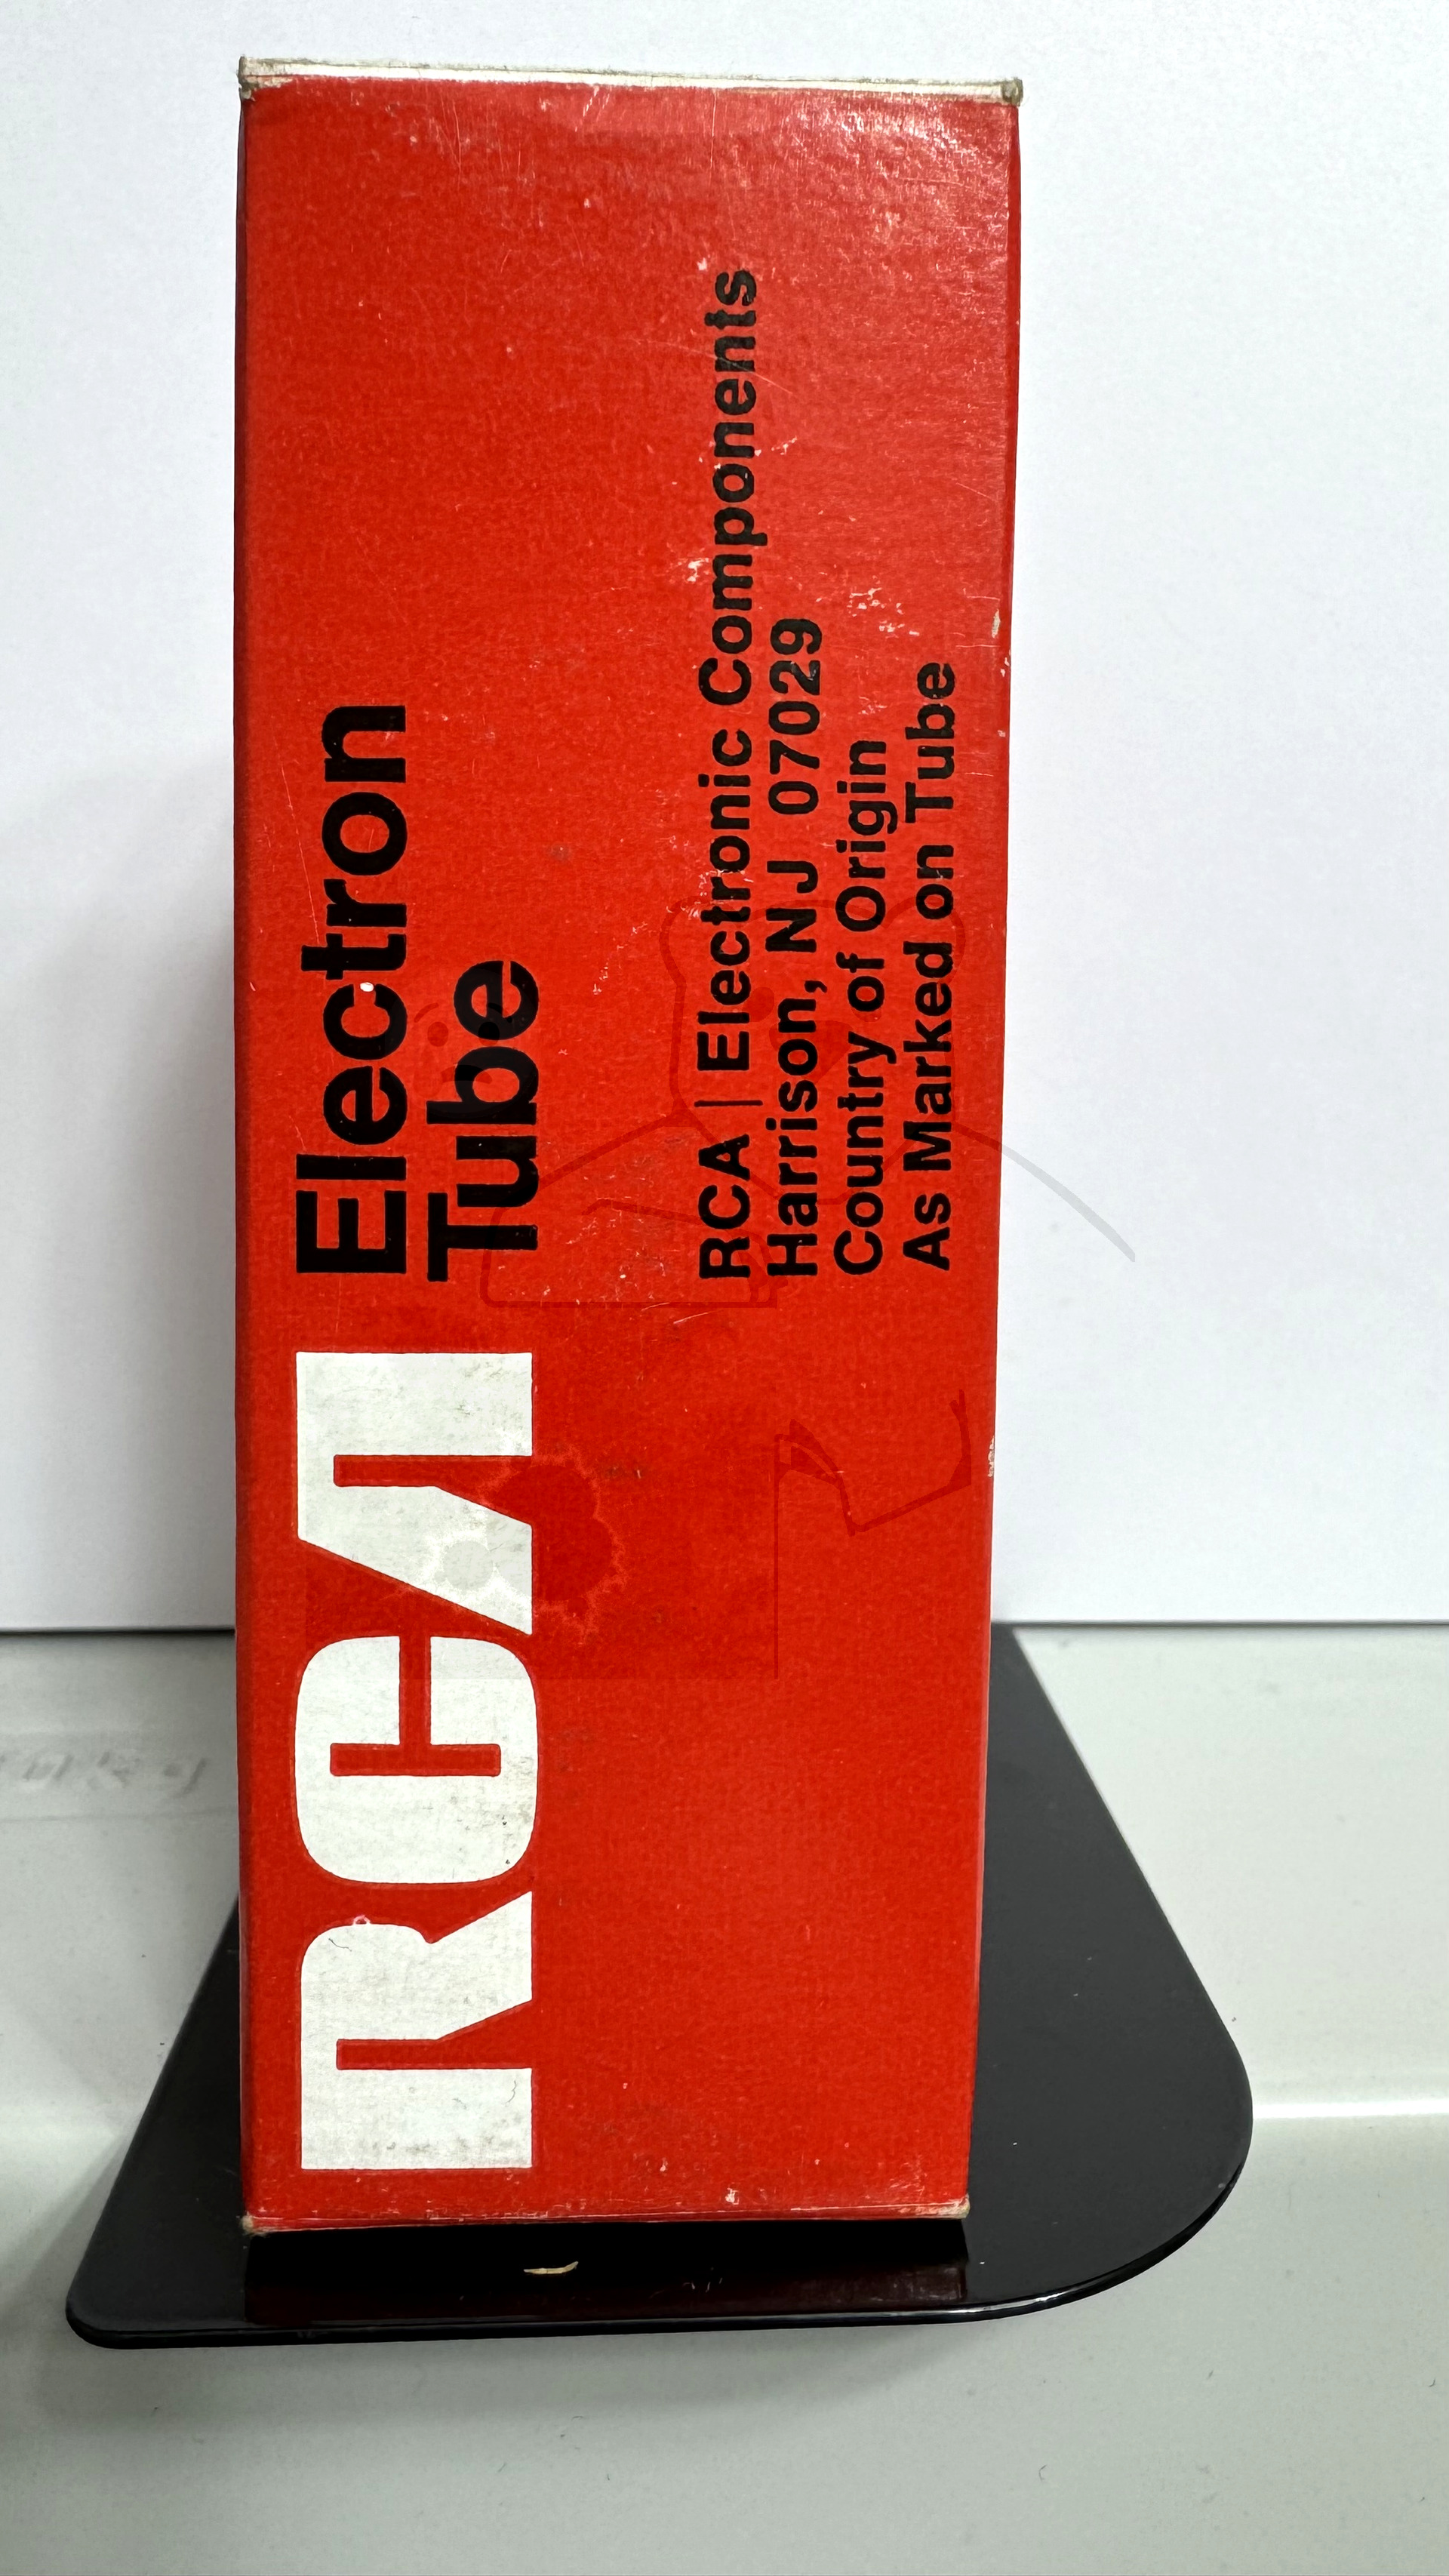 RCA
Electron
Tube
RCA | Electronic Components
Harrison, NJ 07029
Country of Origin
As Marked on Tube